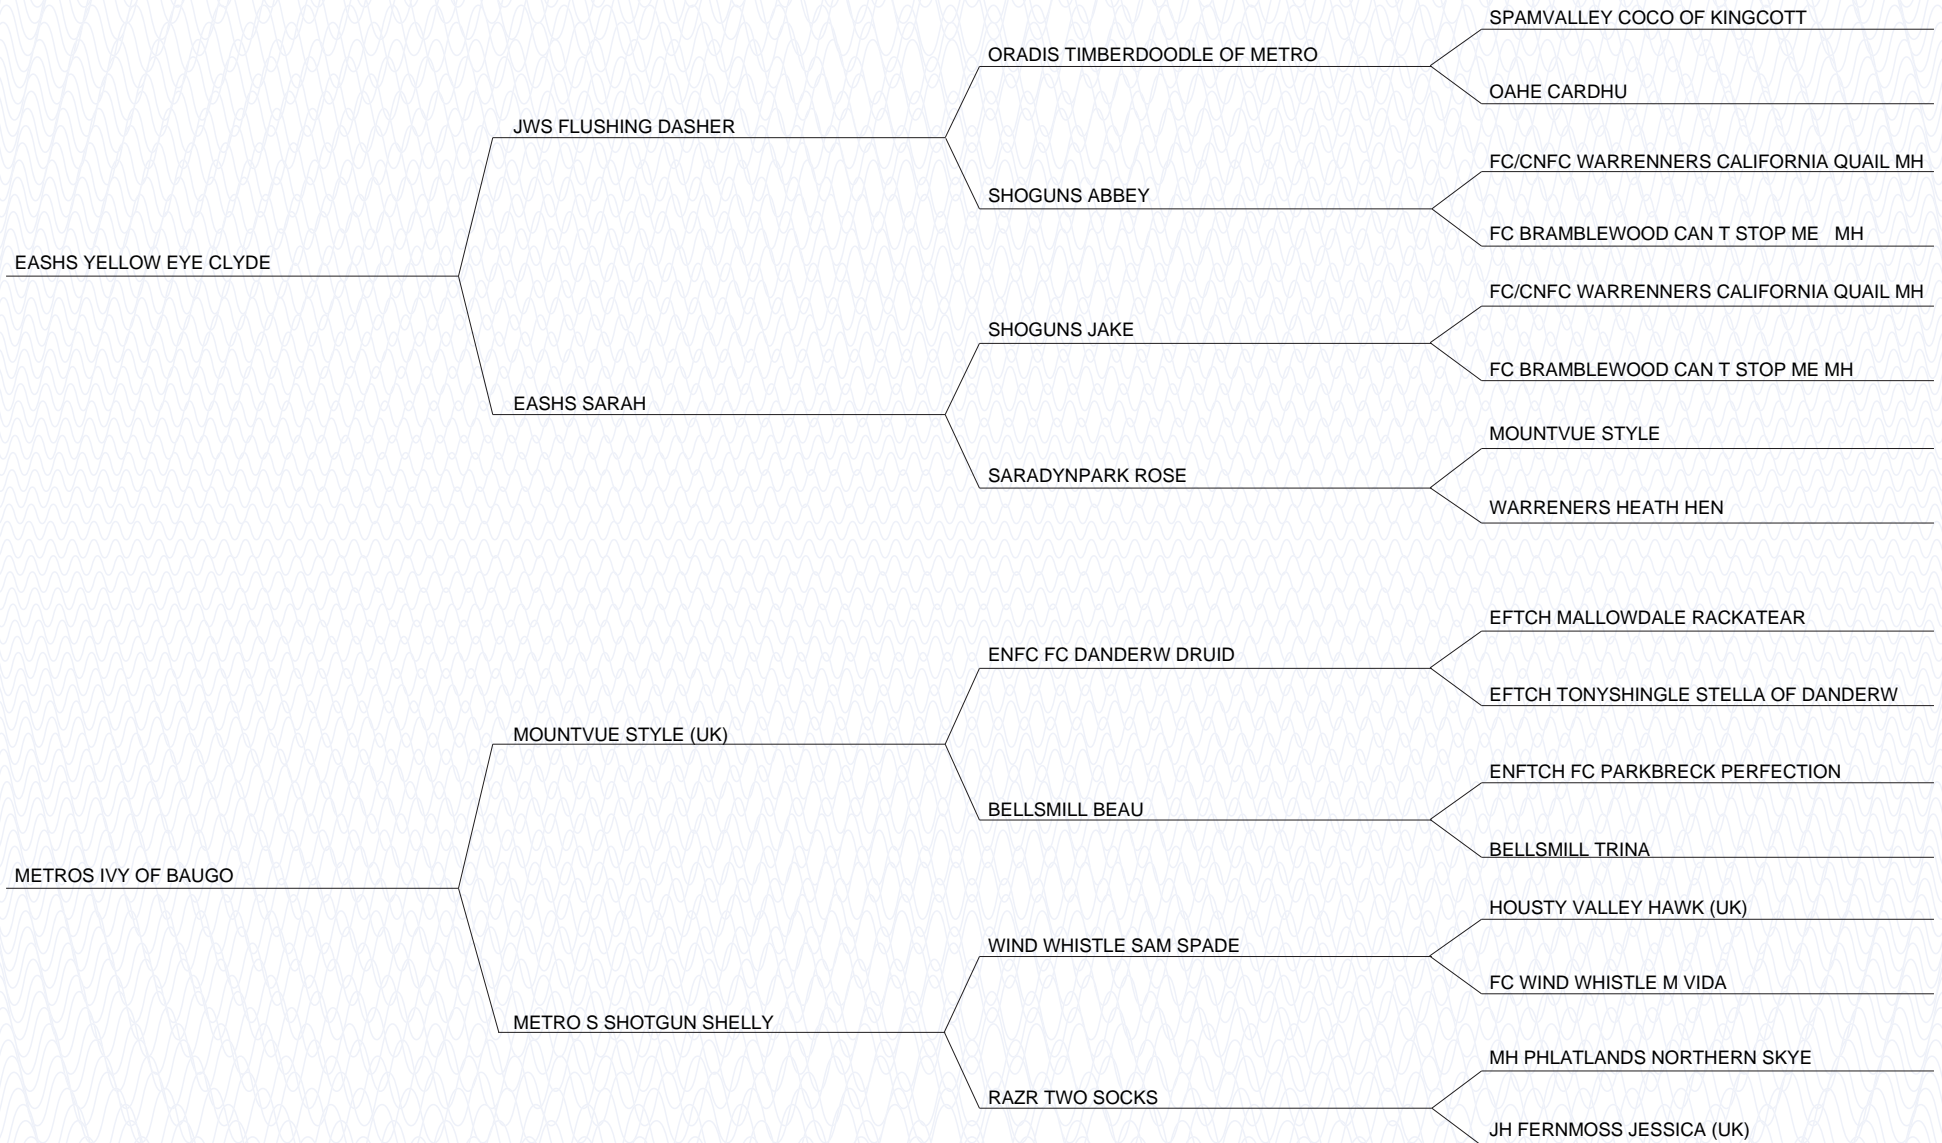 SPAMVALLEY COCO OF KINGCOTT
ORADIS TIMBERDOODLE OF METRO
OAHE CARDHU
JWS FLUSHING DASHER
FC/CNFC WARRENNERS CALIFORNIA QUAIL MH
SHOGUNS ABBEY
FC BRAMBLEWOOD CAN T STOP ME   MH
EASHS YELLOW EYE CLYDE
FC/CNFC WARRENNERS CALIFORNIA QUAIL MH
SHOGUNS JAKE
FC BRAMBLEWOOD CAN T STOP ME MH
EASHS SARAH
MOUNTVUE STYLE
SARADYNPARK ROSE
WARRENERS HEATH HEN
EFTCH MALLOWDALE RACKATEAR
ENFC FC DANDERW DRUID
EFTCH TONYSHINGLE STELLA OF DANDERW
MOUNTVUE STYLE (UK)
ENFTCH FC PARKBRECK PERFECTION
BELLSMILL BEAU
BELLSMILL TRINA
METROS IVY OF BAUGO
HOUSTY VALLEY HAWK (UK)
WIND WHISTLE SAM SPADE
FC WIND WHISTLE M VIDA
METRO S SHOTGUN SHELLY
MH PHLATLANDS NORTHERN SKYE
RAZR TWO SOCKS
JH FERNMOSS JESSICA (UK)